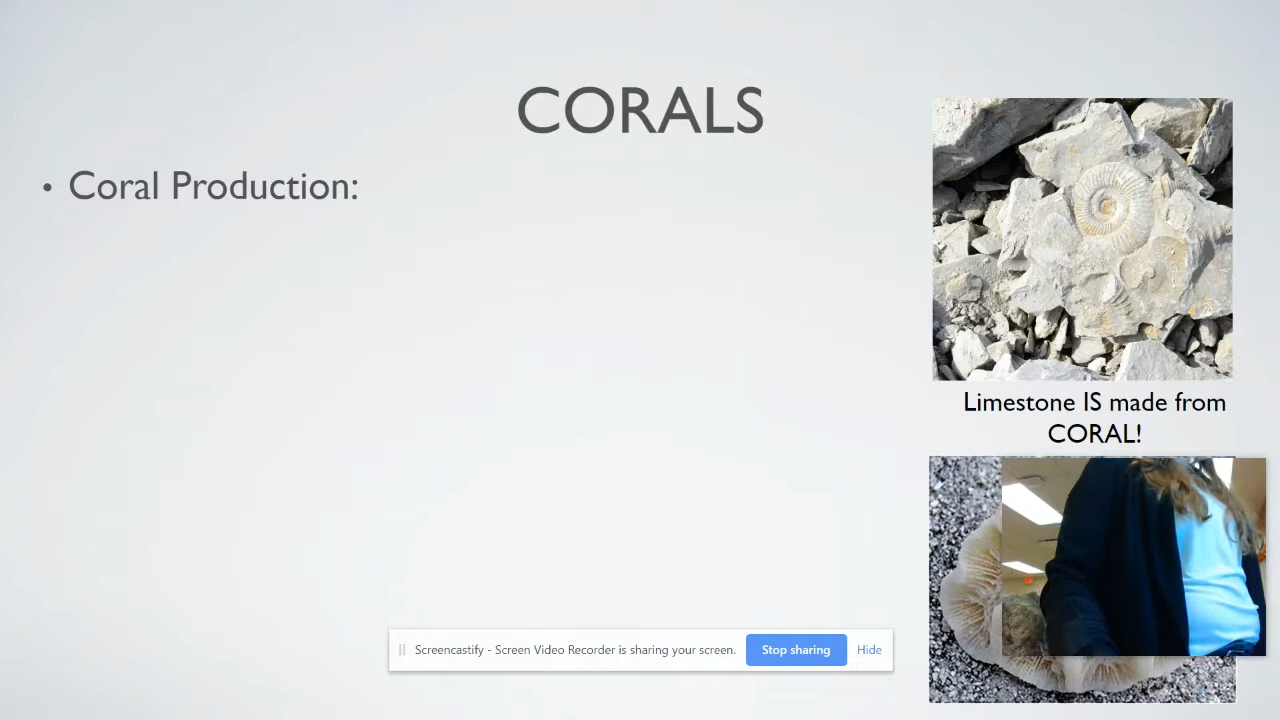 CORALS
• Coral Production:
Limestone IS made from
CORAL!
Screencastify - Screen Video Recorder is sharing your screen.
Stop sharing
Hide